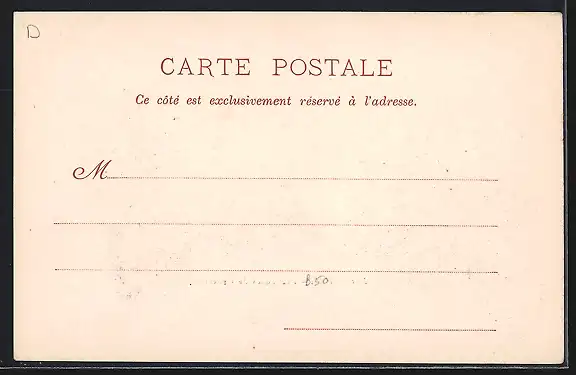 D
CARTE POSTALE
Ce côté est exclusivement réservé à l'adresse.
M
8.50